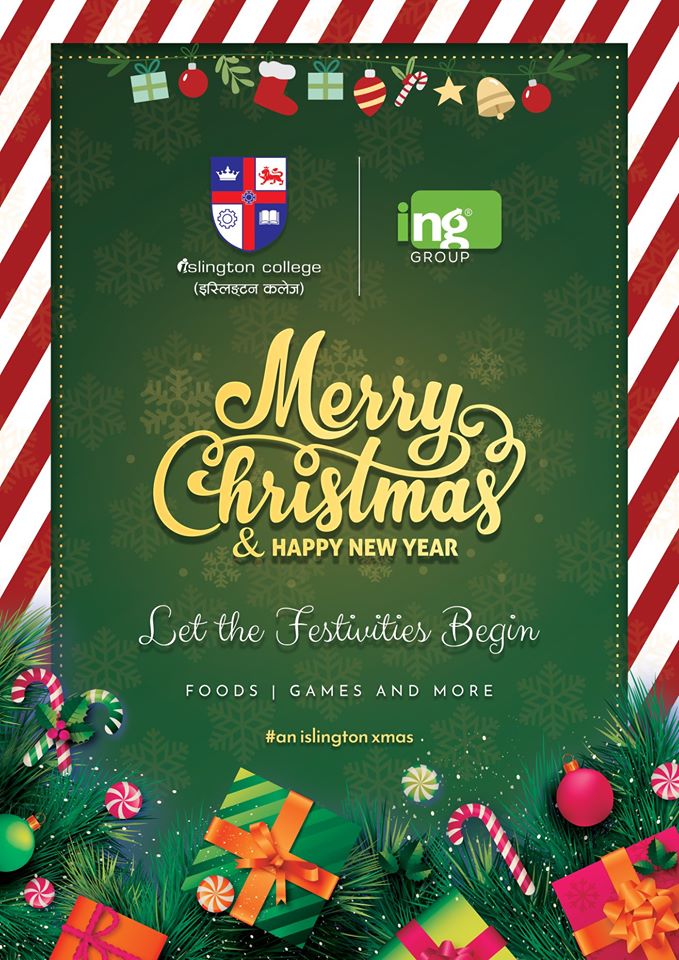 islington college
(इस्लिङ्टन कलेज)
ing®
GROUP
Merry
Christmas
& HAPPY NEW YEAR
Let the Festivities Begin
FOODS | GAMES AND MORE
#an islington xmas